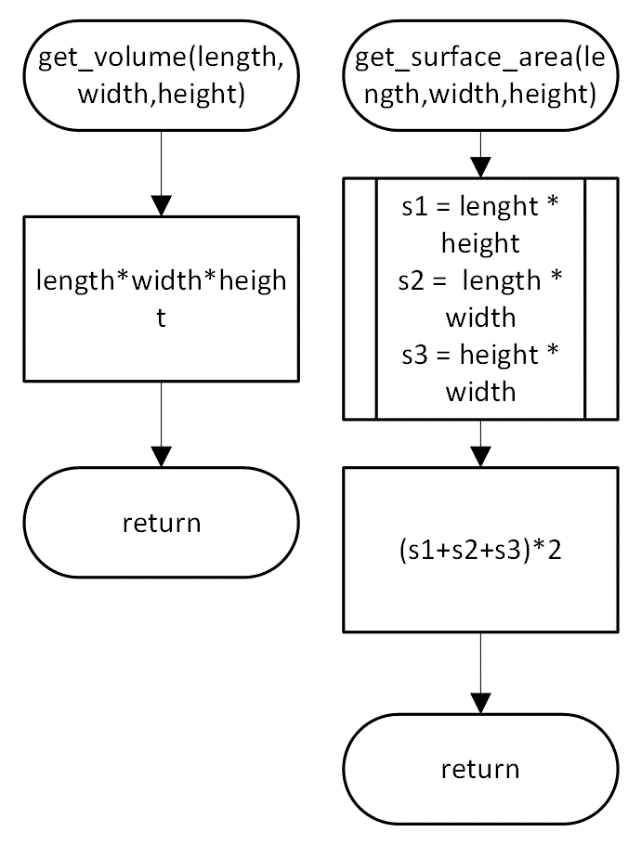 get_volume(length,
width,height)
length*width*heigh
t
return
get_surface_area(le
ngth,width,height)
s1 = lenght *
height
s2 =  length *
width
s3 = height *
width
(s1+s2+s3)*2
return